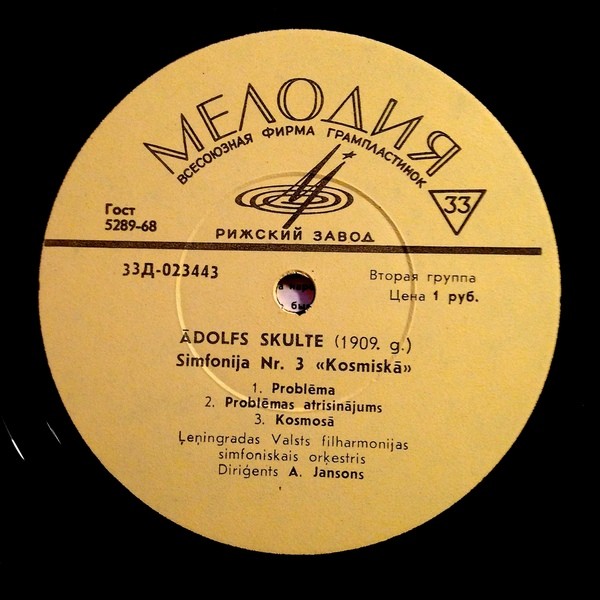 МЕЛОДИЯ
ВСЕСОЮЗНАЯ ФИРМА ГРАМПЛАСТИНОК
33
Гост
5289-68
РИЖСКИЙ ЗАВОД
33Д-023443
Вторая группа
Цена 1 руб.
ĀDOLFS SKULTE (1909. g.)
Simfonija Nr. 3 «Kosmiskā»
1. Problēma
2. Problēmas atrisinājums
3. Kosmosā
Ļeņingradas Valsts filharmonijas
simfoniskais orķestris
Diriģents A. Jansons